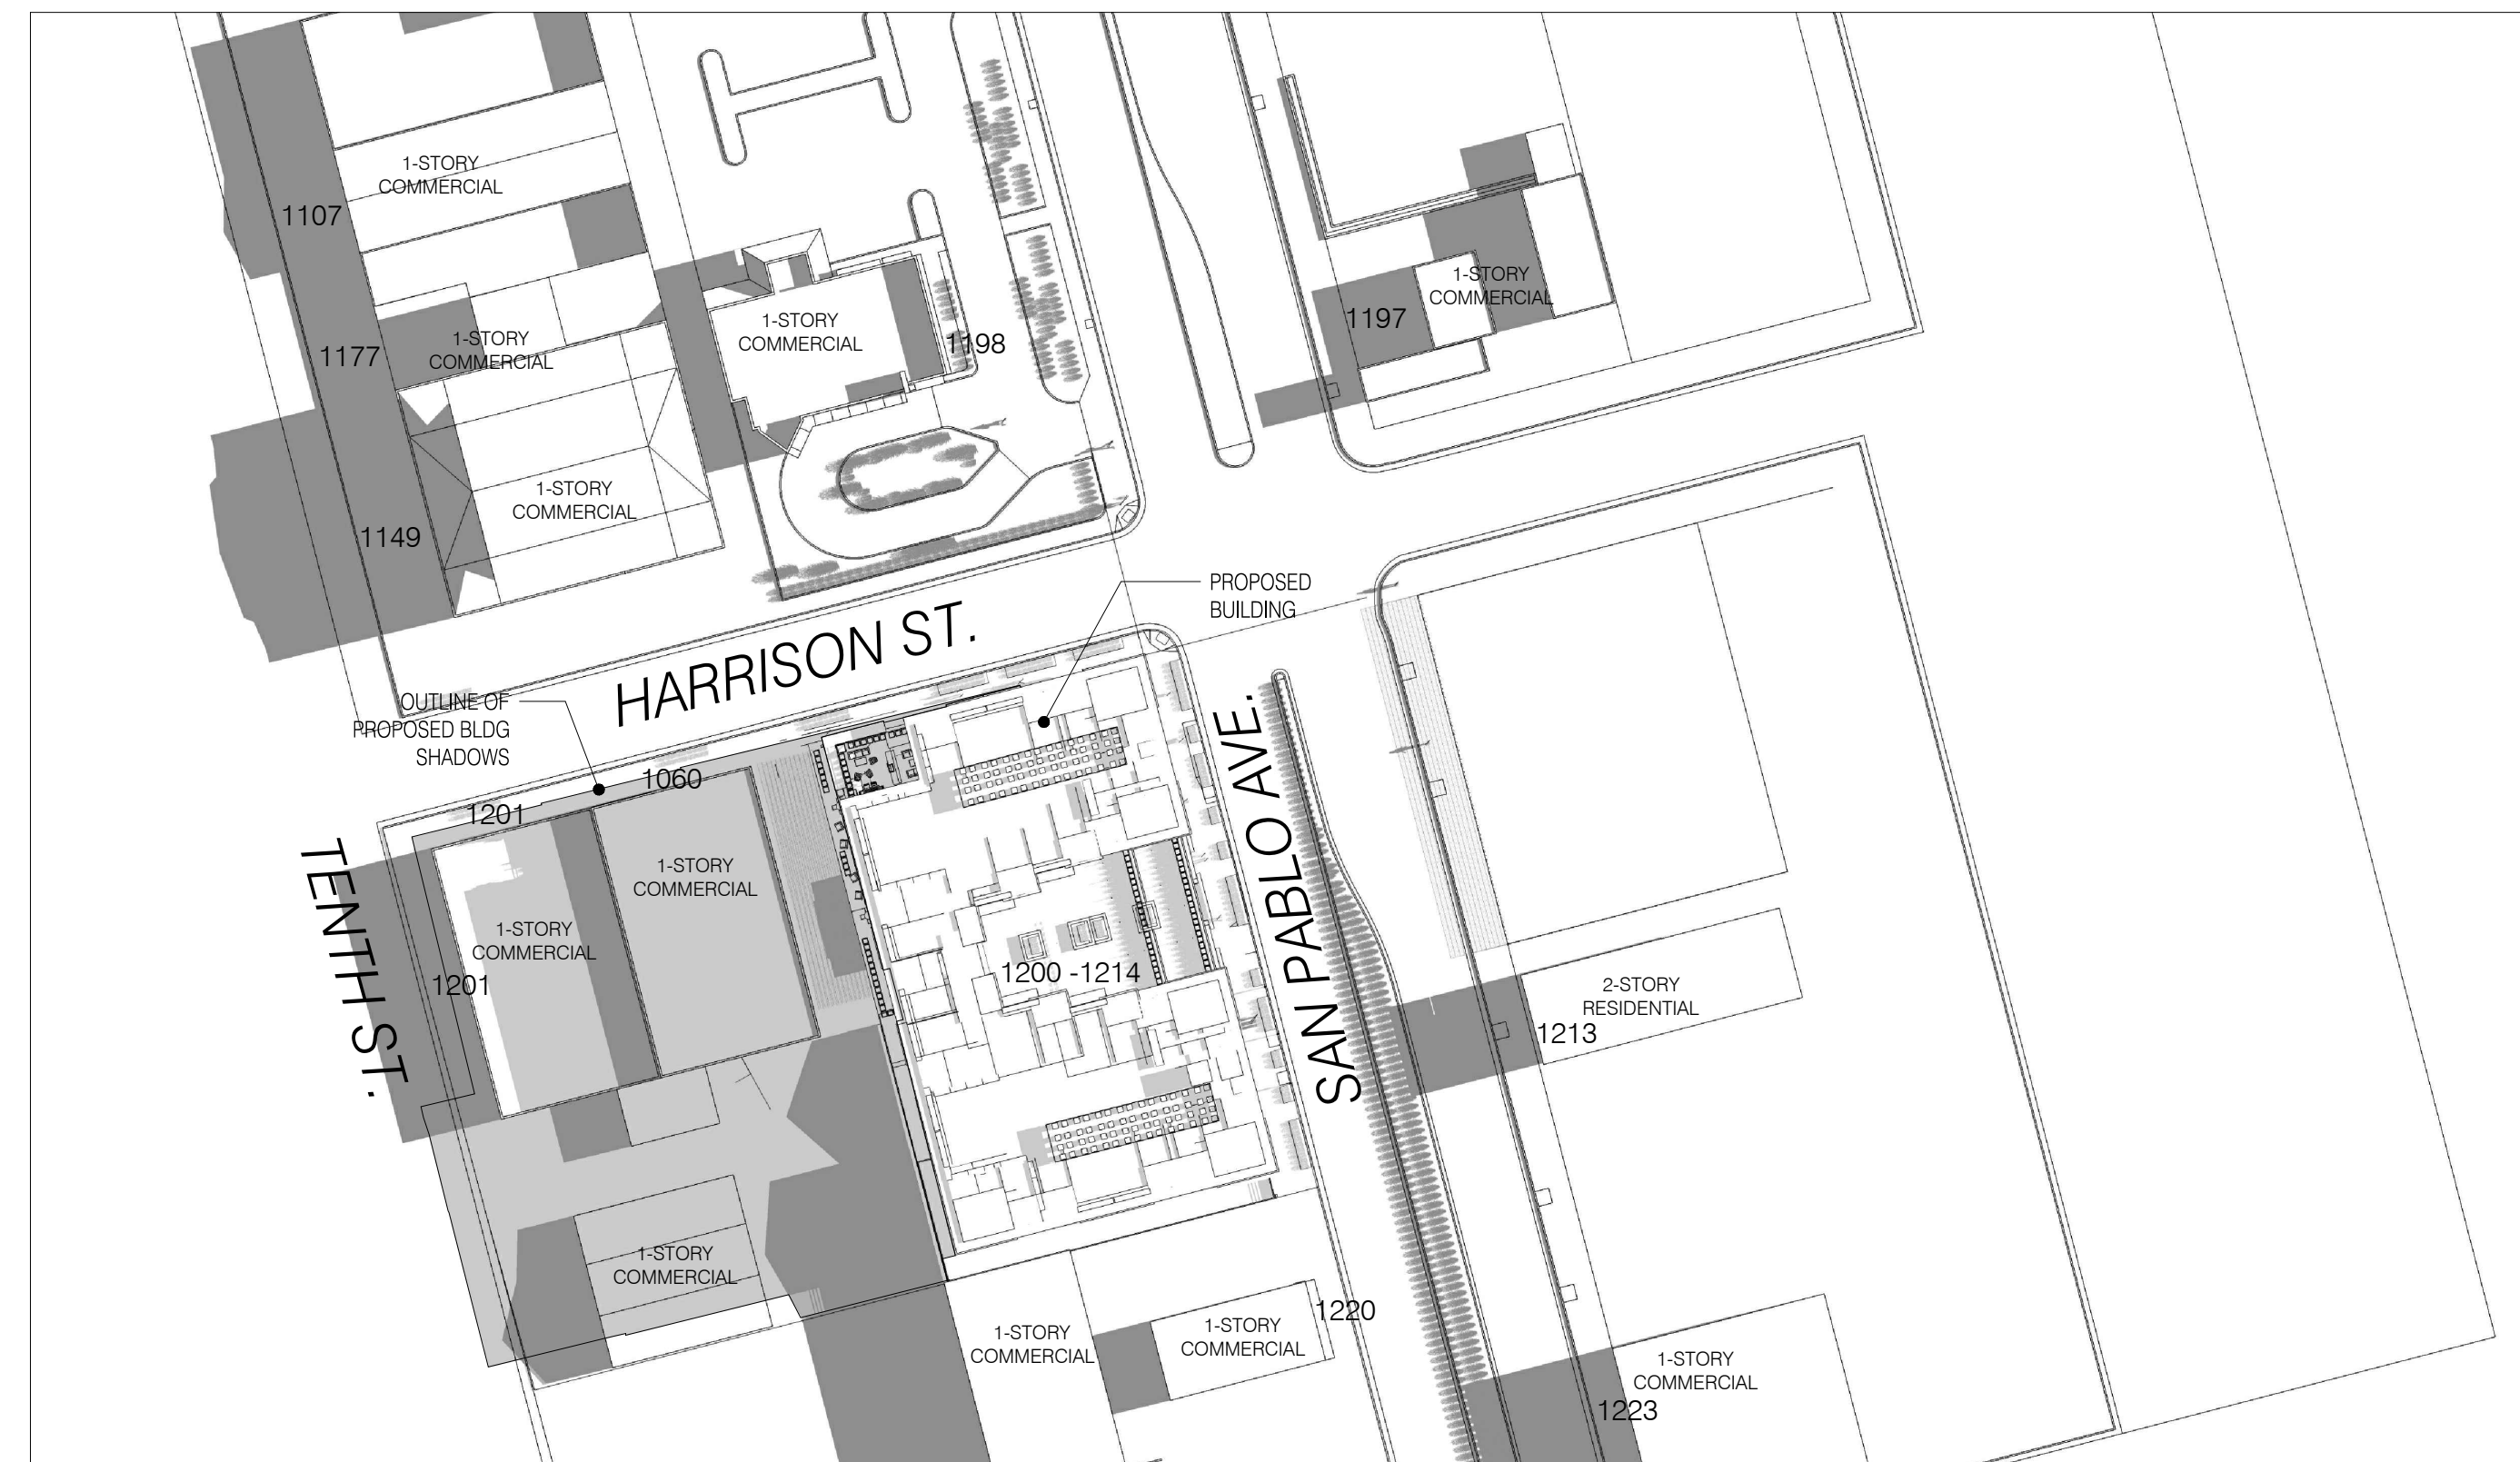 1-STORY
COMMERCIAL
1107
1-STORY
COMMERCIAL
1197
1-STORY
COMMERCIAL
1198
1-STORY
COMMERCIAL
1177
1-STORY
COMMERCIAL
1149
PROPOSED
BUILDING
HARRISON ST.
OUTLINE OF
PROPOSED BLDG
SHADOWS
SAN PABLO AVE.
1060
1201
TENTH ST.
1-STORY
COMMERCIAL
1-STORY
COMMERCIAL
1201
1200 -1214
2-STORY
RESIDENTIAL
1213
1-STORY
COMMERCIAL
1220
1-STORY
COMMERCIAL
1-STORY
COMMERCIAL
1-STORY
COMMERCIAL
1223